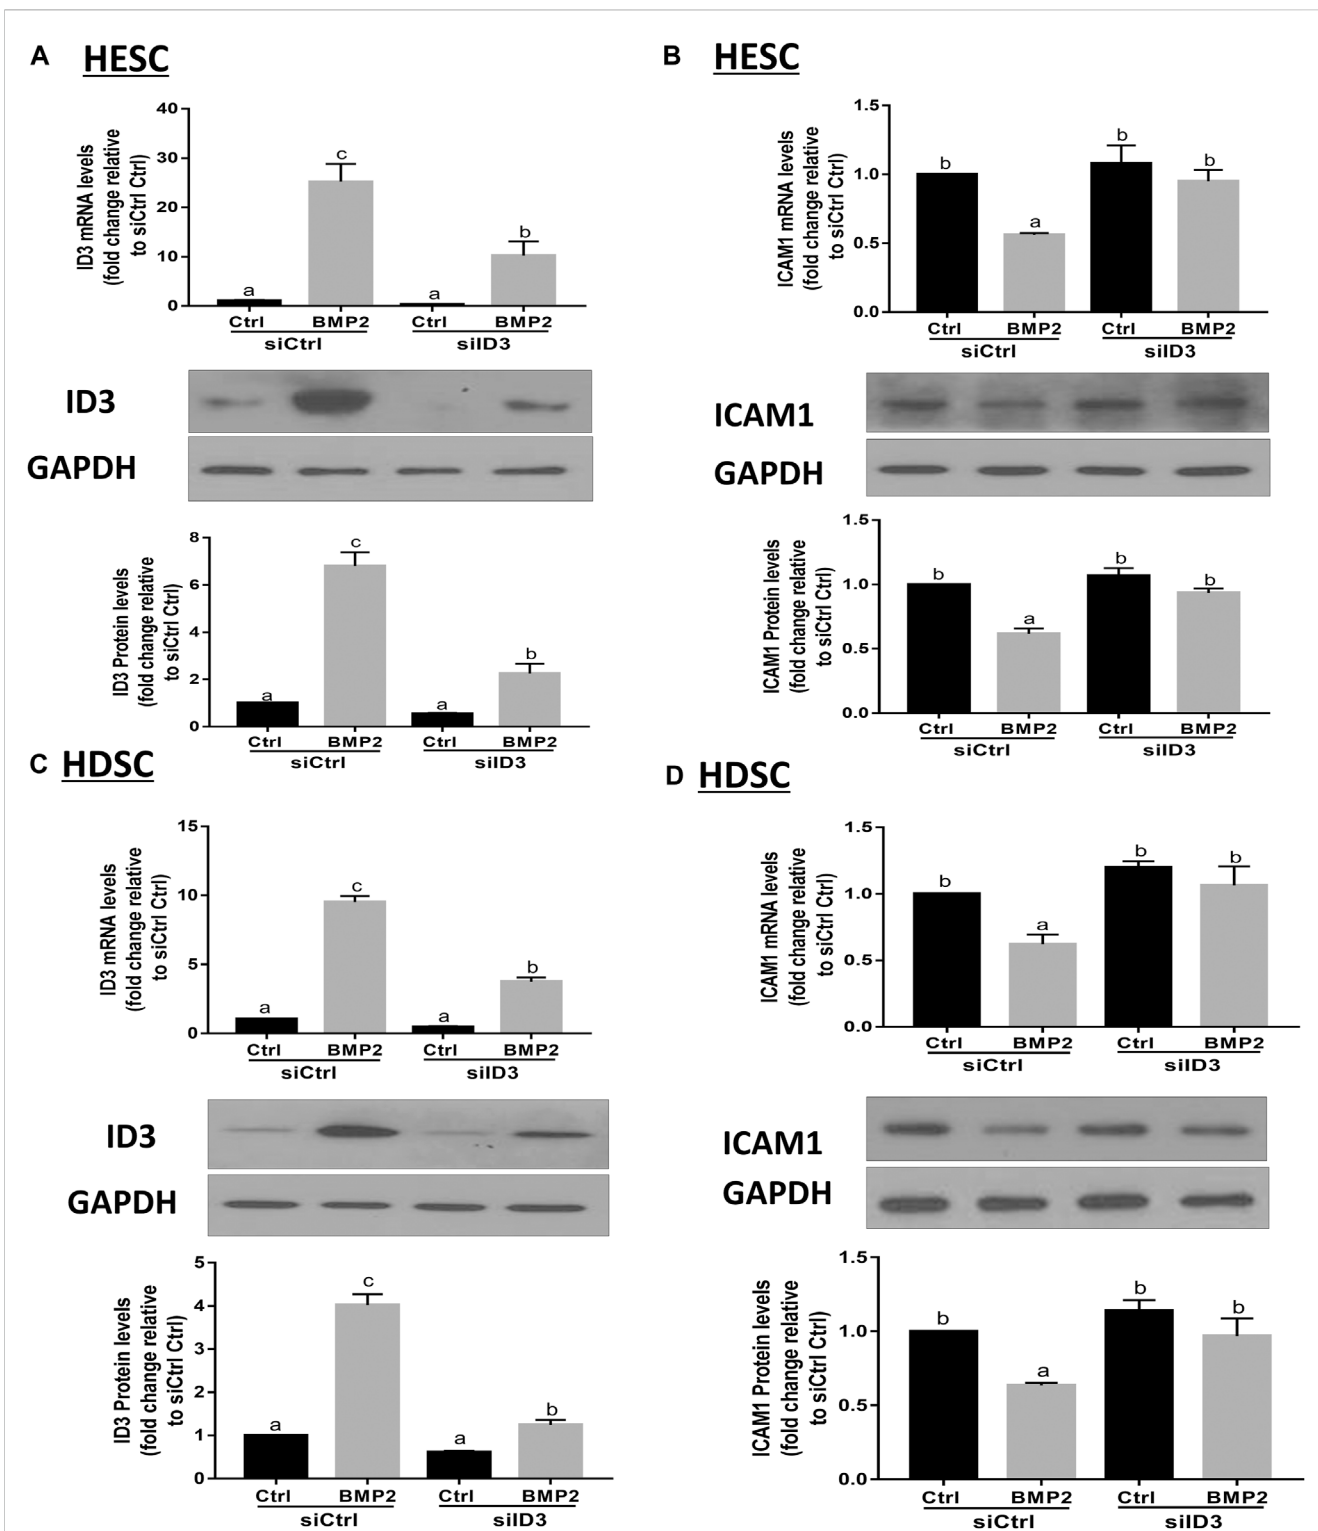 A HESC
ID3 mRNA levels
(fold change relative
to siCtrl Ctrl)
40
30
20
10
0
a
c
a
b
Ctrl BMP2 Ctrl BMP2
siCtrl siID3
ID3
GAPDH
ID3 Protein levels
(fold change relative
to siCtrl Ctrl)
8
6
4
2
0
a
c
a
b
Ctrl BMP2 Ctrl BMP2
siCtrl siID3
B HESC
ICAM1 mRNA levels
(fold change relative
to siCtrl Ctrl)
1.5
1.0
0.5
0.0
b
a
b
b
Ctrl BMP2 Ctrl BMP2
siCtrl siID3
ICAM1
GAPDH
ICAM1 Protein levels
(fold change relative
to siCtrl Ctrl)
1.5
1.0
0.5
0.0
b
a
b
b
Ctrl BMP2 Ctrl BMP2
siCtrl siID3
C HDSC
ID3 mRNA levels
(fold change relative
to siCtrl Ctrl)
15
10
5
0
a
c
a
b
Ctrl BMP2 Ctrl BMP2
siCtrl siID3
ID3
GAPDH
ID3 Protein levels
(fold change relative
to siCtrl Ctrl)
5
4
3
2
1
0
a
c
a
b
Ctrl BMP2 Ctrl BMP2
siCtrl siID3
D HDSC
ICAM1 mRNA levels
(fold change relative
to siCtrl Ctrl)
1.5
1.0
0.5
0.0
b
a
b
b
Ctrl BMP2 Ctrl BMP2
siCtrl siID3
ICAM1
GAPDH
ICAM1 Protein levels
(fold change relative
to siCtrl Ctrl)
1.5
1.0
0.5
0.0
b
a
b
b
Ctrl BMP2 Ctrl BMP2
siCtrl siID3